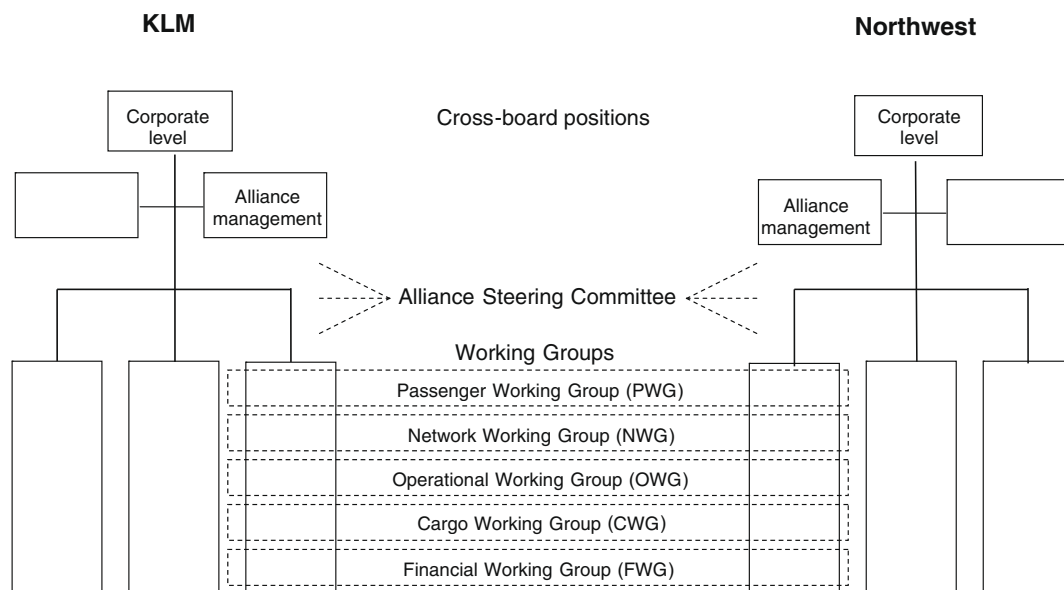 KLM
Northwest
Corporate
level
Cross-board positions
Corporate
level
Alliance
management
Alliance
management
Alliance Steering Committee
Working Groups
Passenger Working Group (PWG)
Network Working Group (NWG)
Operational Working Group (OWG)
Cargo Working Group (CWG)
Financial Working Group (FWG)